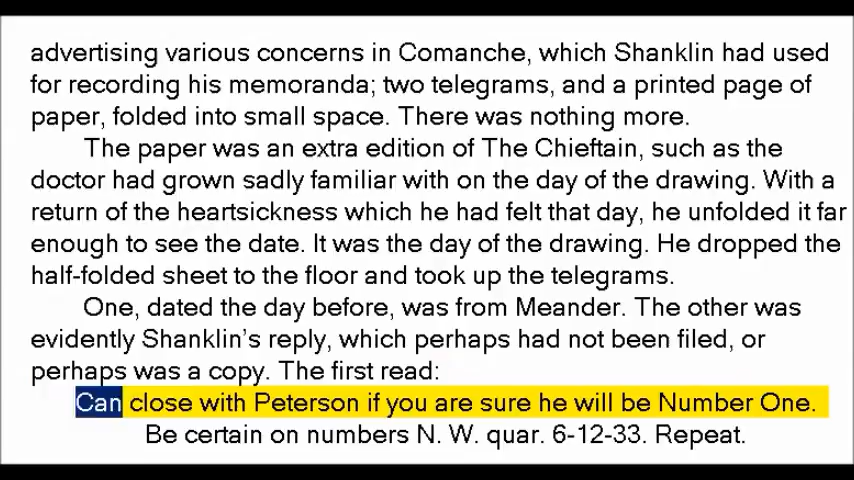 advertising various concerns in Comanche, which Shanklin had used
for recording his memoranda; two telegrams, and a printed page of
paper, folded into small space. There was nothing more.
The paper was an extra edition of The Chieftain, such as the
doctor had grown sadly familiar with on the day of the drawing. With a
return of the heartsickness which he had felt that day, he unfolded it far
enough to see the date. It was the day of the drawing. He dropped the
half-folded sheet to the floor and took up the telegrams.
One, dated the day before, was from Meander. The other was
evidently Shanklin's reply, which perhaps had not been filed, or
perhaps was a copy. The first read:
Can close with Peterson if you are sure he will be Number One.
Be certain on numbers N. W. quar. 6-12-33. Repeat.